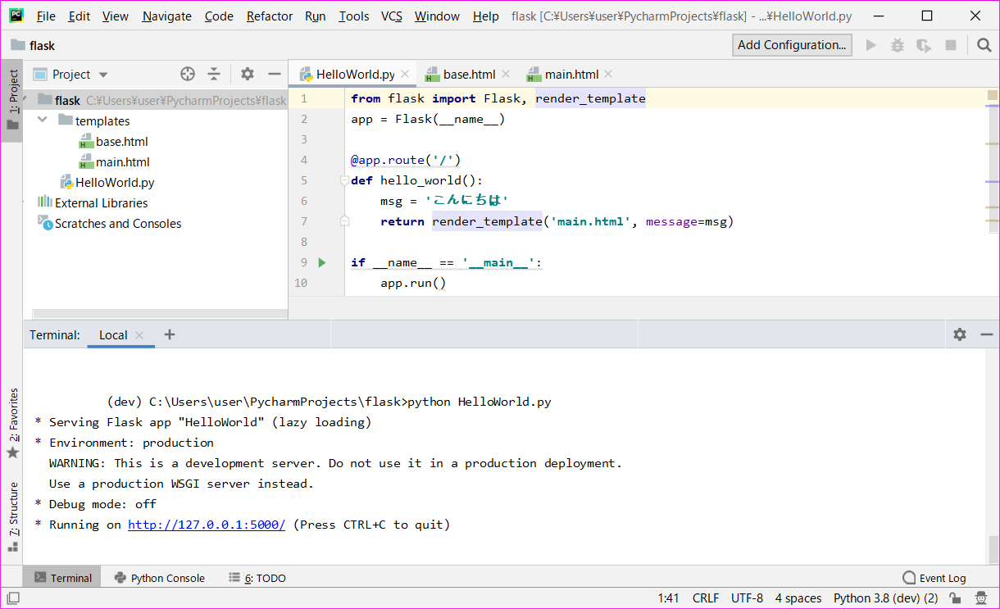 File Edit View Navigate Code Refactor Run Tools VCS Window Help flask [C:¥Users¥user¥PycharmProjects¥flask] - ...¥HelloWorld.py
flask
Add Configuration...
1: Project
Project
flask C:¥Users¥user¥PycharmProjects¥flask
templates
base.html
main.html
HelloWorld.py
External Libraries
Scratches and Consoles
HelloWorld.py base.html main.html
1 from flask import Flask, render_template
2 app = Flask(__name__)
3
4 @app.route('/')
5 def hello_world():
6 msg = 'こんにちは'
7 return render_template('main.html', message=msg)
8
9 if __name__ == '__main__':
10 app.run()
Terminal: Local
(dev) C:\Users\user\PycharmProjects\flask>python HelloWorld.py
* Serving Flask app "HelloWorld" (lazy loading)
* Environment: production
WARNING: This is a development server. Do not use it in a production deployment.
Use a production WSGI server instead.
* Debug mode: off
* Running on http://127.0.0.1:5000/ (Press CTRL+C to quit)
2: Favorites
7: Structure
Terminal Python Console 6: TODO Event Log
1:41 CRLF UTF-8 4 spaces Python 3.8 (dev) (2)